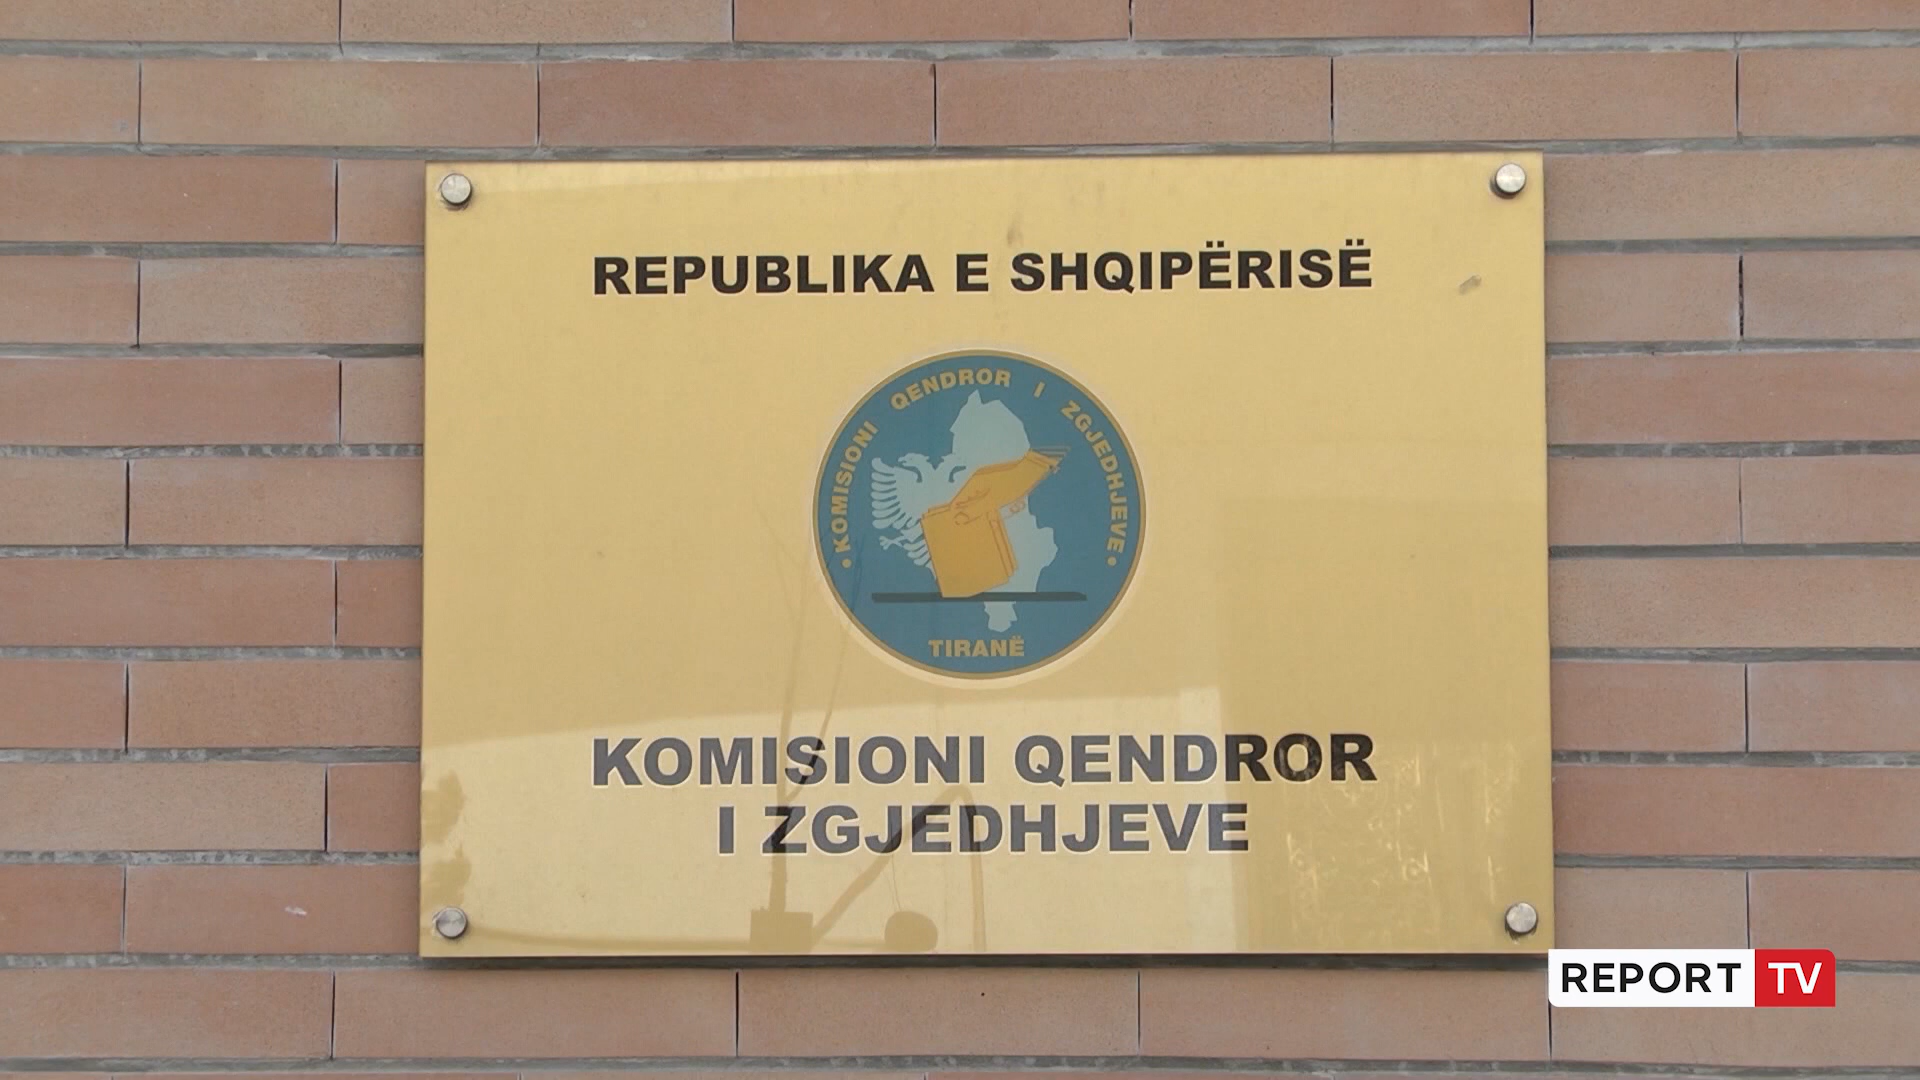 REPUBLIKA E SHQIPËRISË
• KOMISIONI QENDROR I ZGJEDHJEVE •
TIRANË
KOMISIONI QENDROR
I ZGJEDHJEVE
REPORT TV